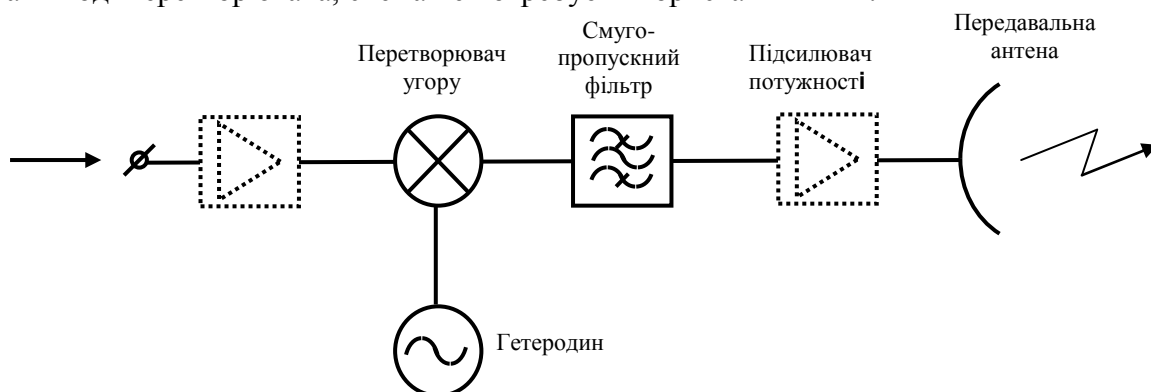 Перетворювач
угору
Смуго-
пропускний
фільтр
Підсилювач
потужності
Передавальна
антена
Гетеродин